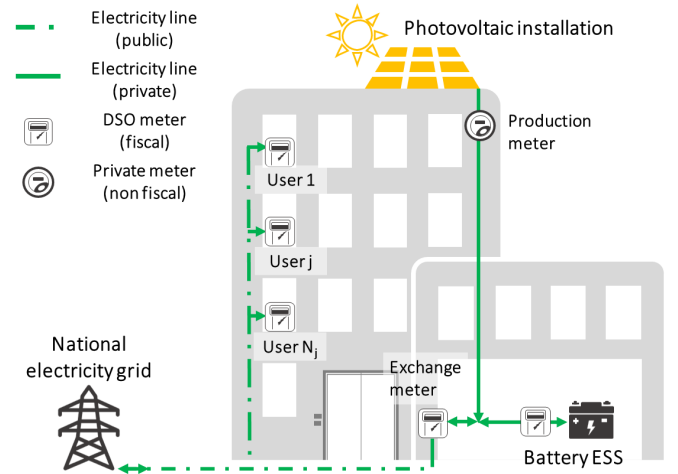 Electricity line
(public)
Electricity line
(private)
DSO meter
(fiscal)
Private meter
(non fiscal)
Photovoltaic installation
Production
meter
User 1
User j
User Nj
National
electricity grid
Exchange
meter
Battery ESS